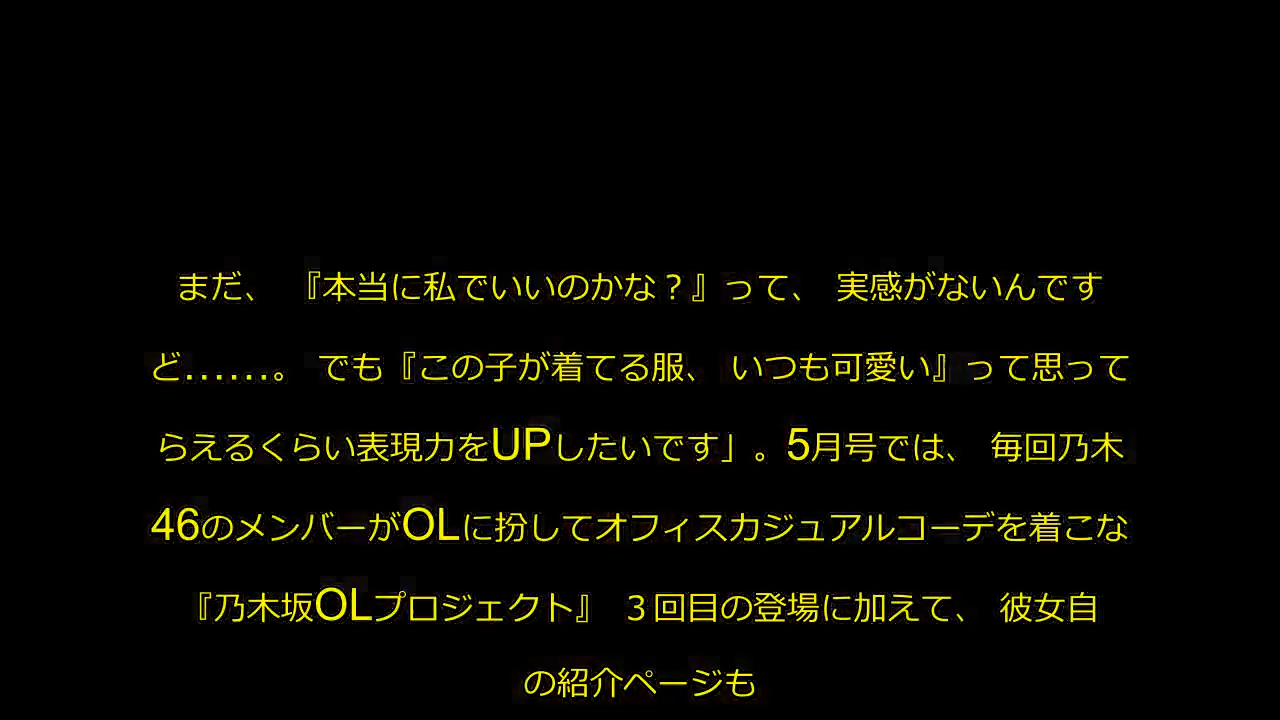 まだ、 『本当に私でいいのかな？』って、 実感がないんです
ど……。 でも『この子が着てる服、 いつも可愛い』って思って
らえるくらい表現力をUPしたいです」。5月号では、 毎回乃木
46のメンバーがOLに扮してオフィスカジュアルコーデを着こな
『乃木坂OLプロジェクト』 ３回目の登場に加えて、 彼女自
の紹介ページも